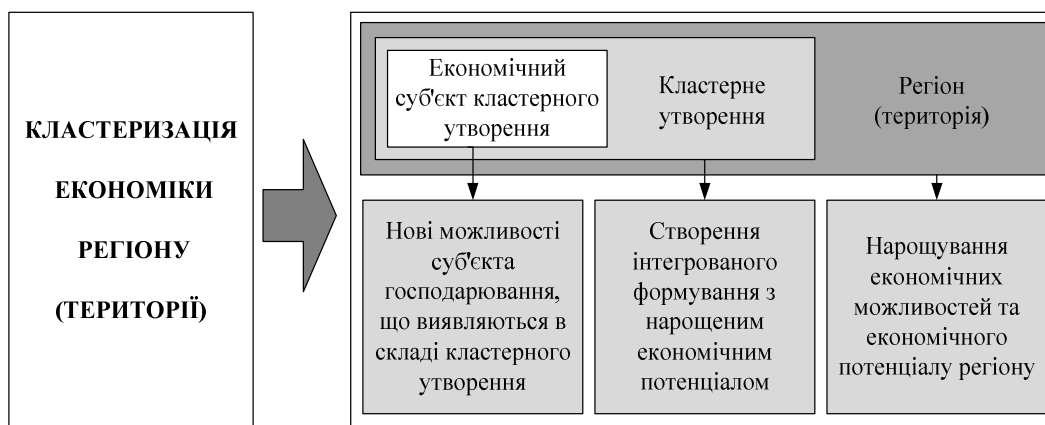 КЛАСТЕРИЗАЦІЯ
ЕКОНОМІКИ
РЕГІОНУ
(ТЕРИТОРІЇ)
Економічний
суб'єкт кластерного
утворення
Кластерне
утворення
Регіон
(територія)
Нові можливості
суб'єкта
господарювання,
що виявляються в
складі кластерного
утворення
Створення
інтегрованого
формування з
нарощеним
економічним
потенціалом
Нарощування
економічних
можливостей та
економічного
потенціалу регіону